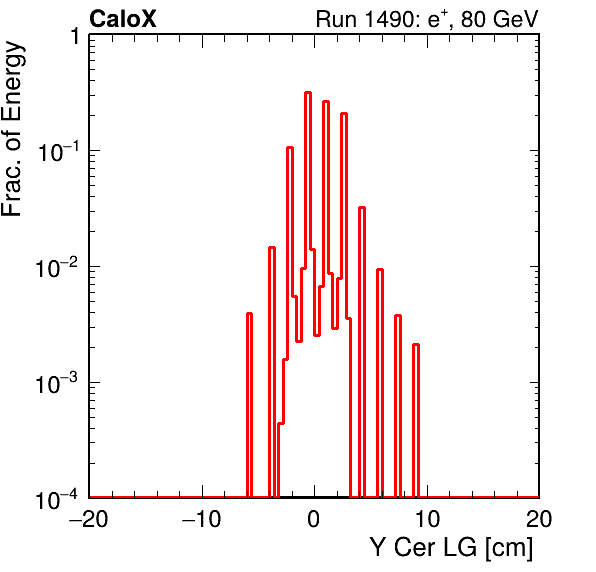 CaloX Run 1490: e⁺, 80 GeV
Frac. of Energy
1
10⁻¹
10⁻²
10⁻³
10⁻⁴
−20 −10 0 10 20
Y Cer LG [cm]